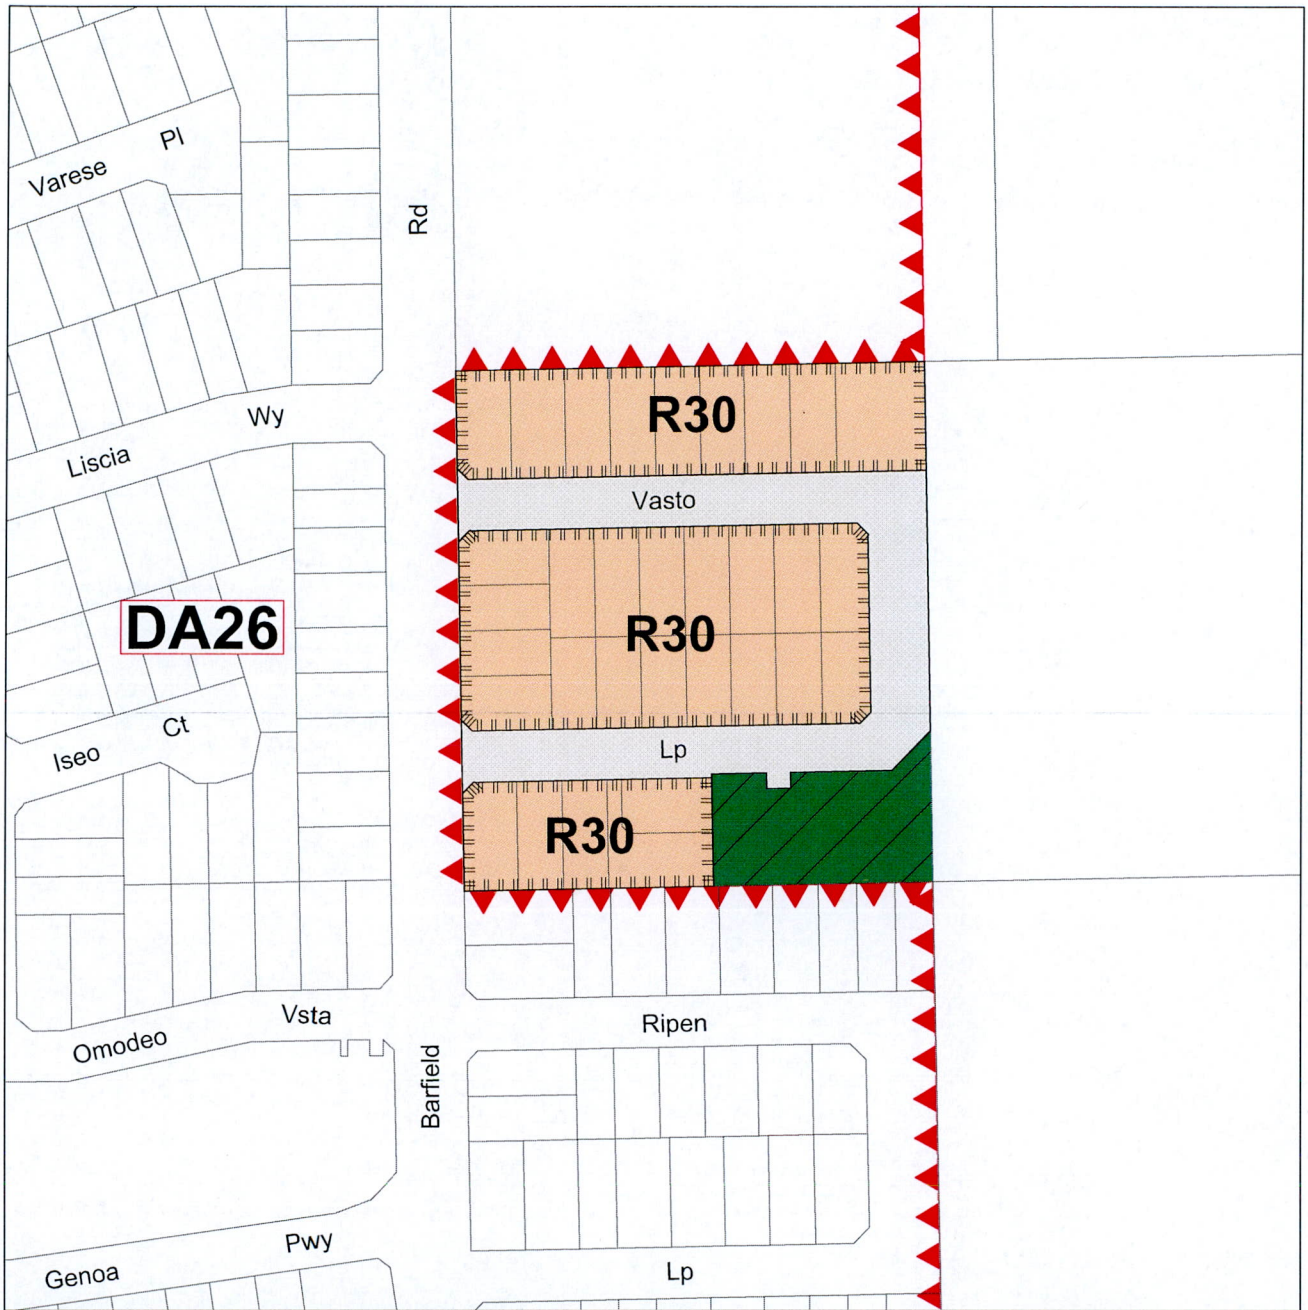 Varese Pl
Rd
Liscia Wy
R30
Vasto
DA26
R30
Iseo Ct
Lp
R30
Omodeo Vsta
Ripen
Barfield
Genoa Pwy
Lp